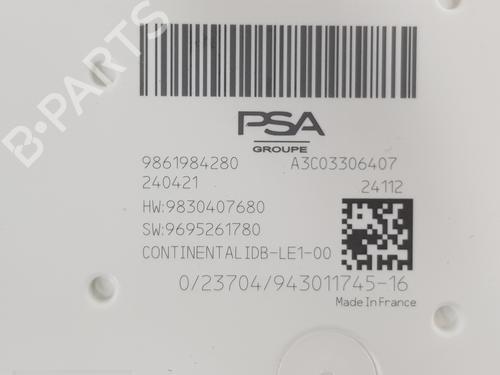 B-PARTS
PSA
GROUPE
9861984280 A3C03306407
240421 24112
HW:9830407680
SW:9695261780
CONTINENTALIDB-LE1-00
0/23704/943011745-16
Made In France